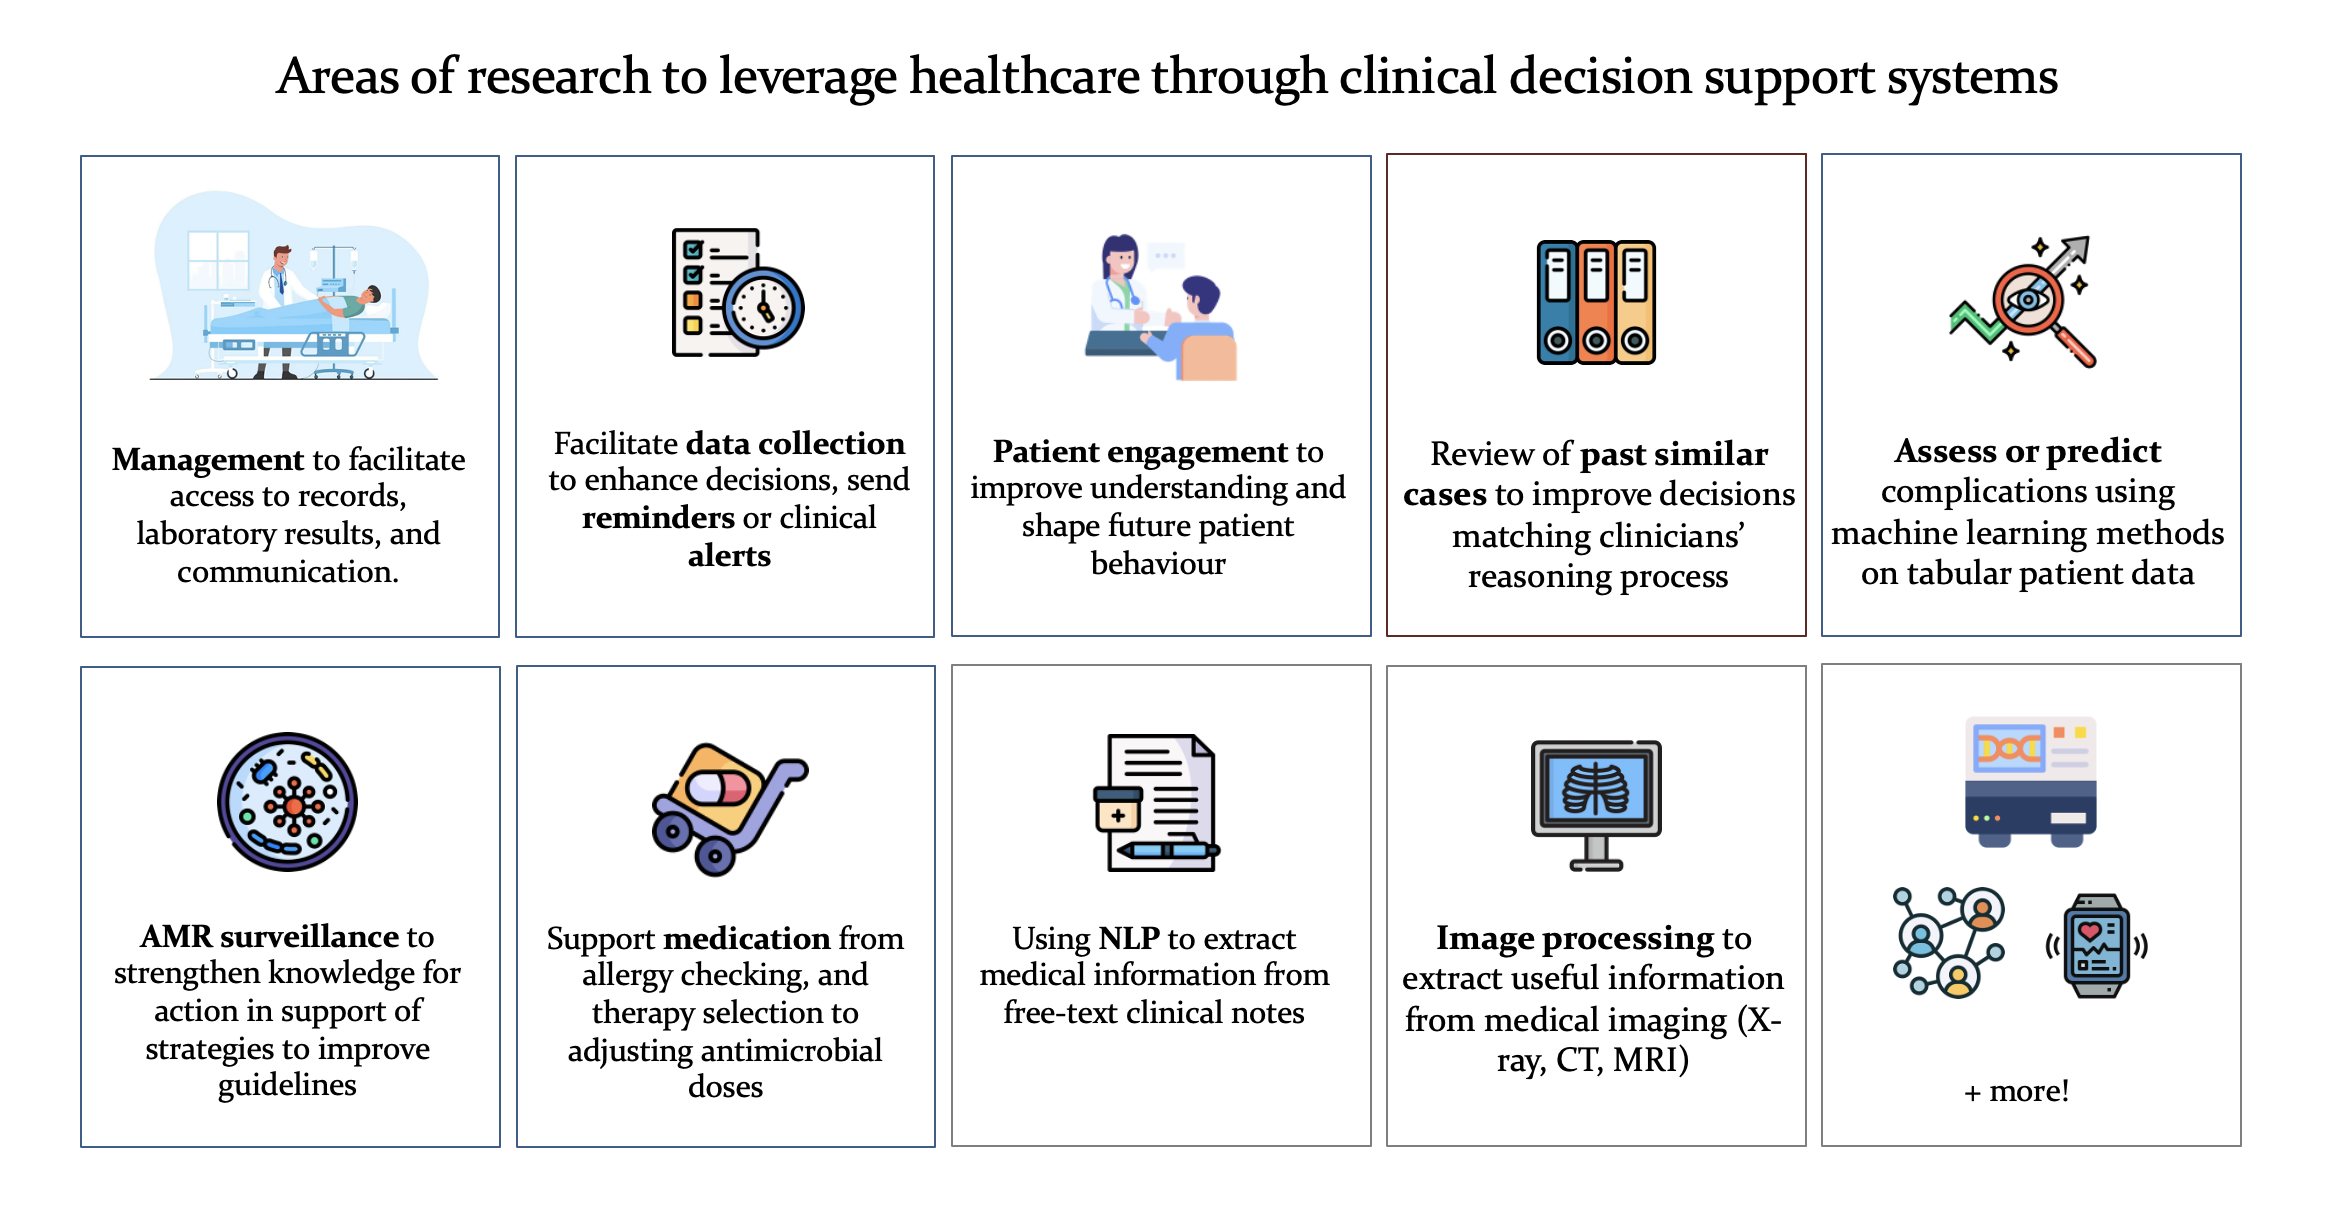 Areas of research to leverage healthcare through clinical decision support systems
Management to facilitate
access to records,
laboratory results, and
communication.
Facilitate data collection
to enhance decisions, send
reminders or clinical
alerts
Patient engagement to
improve understanding and
shape future patient
behaviour
Review of past similar
cases to improve decisions
matching clinicians’
reasoning process
Assess or predict
complications using
machine learning methods
on tabular patient data
AMR surveillance to
strengthen knowledge for
action in support of
strategies to improve
guidelines
Support medication from
allergy checking, and
therapy selection to
adjusting antimicrobial
doses
Using NLP to extract
medical information from
free-text clinical notes
Image processing to
extract useful information
from medical imaging (X-
ray, CT, MRI)
+ more!